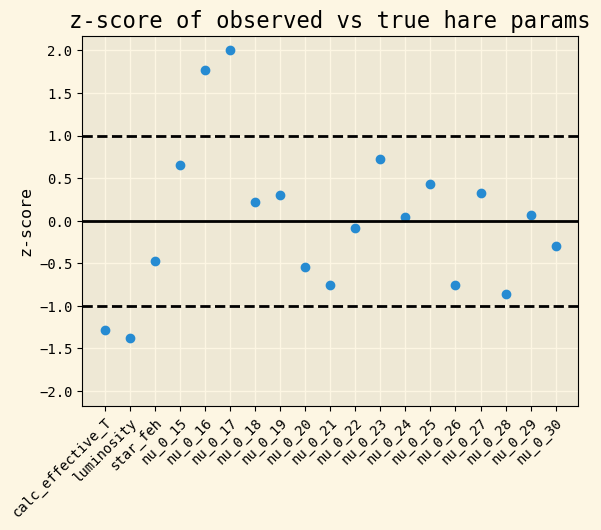 z-score of observed vs true hare params
z-score
2.0
1.5
1.0
0.5
0.0
−0.5
−1.0
−1.5
−2.0
calc_effective_T
luminosity
star_feh
nu_0_15
nu_0_16
nu_0_17
nu_0_18
nu_0_19
nu_0_20
nu_0_21
nu_0_22
nu_0_23
nu_0_24
nu_0_25
nu_0_26
nu_0_27
nu_0_28
nu_0_29
nu_0_30